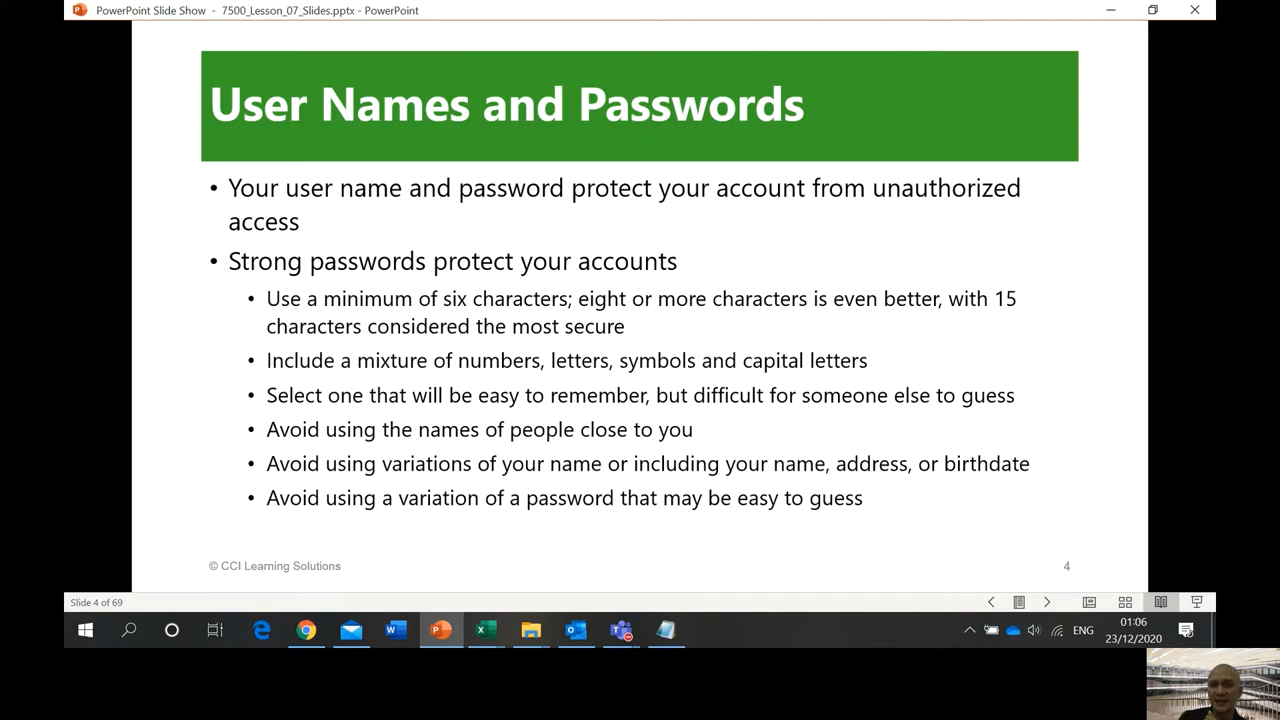 PowerPoint Slide Show - 7500_Lesson_07_Slides.pptx - PowerPoint
User Names and Passwords
• Your user name and password protect your account from unauthorized
access
• Strong passwords protect your accounts
• Use a minimum of six characters; eight or more characters is even better, with 15
characters considered the most secure
• Include a mixture of numbers, letters, symbols and capital letters
• Select one that will be easy to remember, but difficult for someone else to guess
• Avoid using the names of people close to you
• Avoid using variations of your name or including your name, address, or birthdate
• Avoid using a variation of a password that may be easy to guess
© CCI Learning Solutions 4
Slide 4 of 69
ENG
01:06
23/12/2020